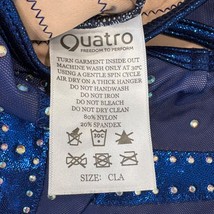 Quatro
FREEDOM TO PERFORM
TURN GARMENT INSIDE OUT
MACHINE WASH ONLY AT 30°C
USING A GENTLE SPIN CYCLE
AIR DRY ON A THICK HANGER
DO NOT HANDWASH
DO NOT IRON
DO NOT BLEACH
DO NOT DRY CLEAN
80% NYLON
20% SPANDEX
SIZE: CLA